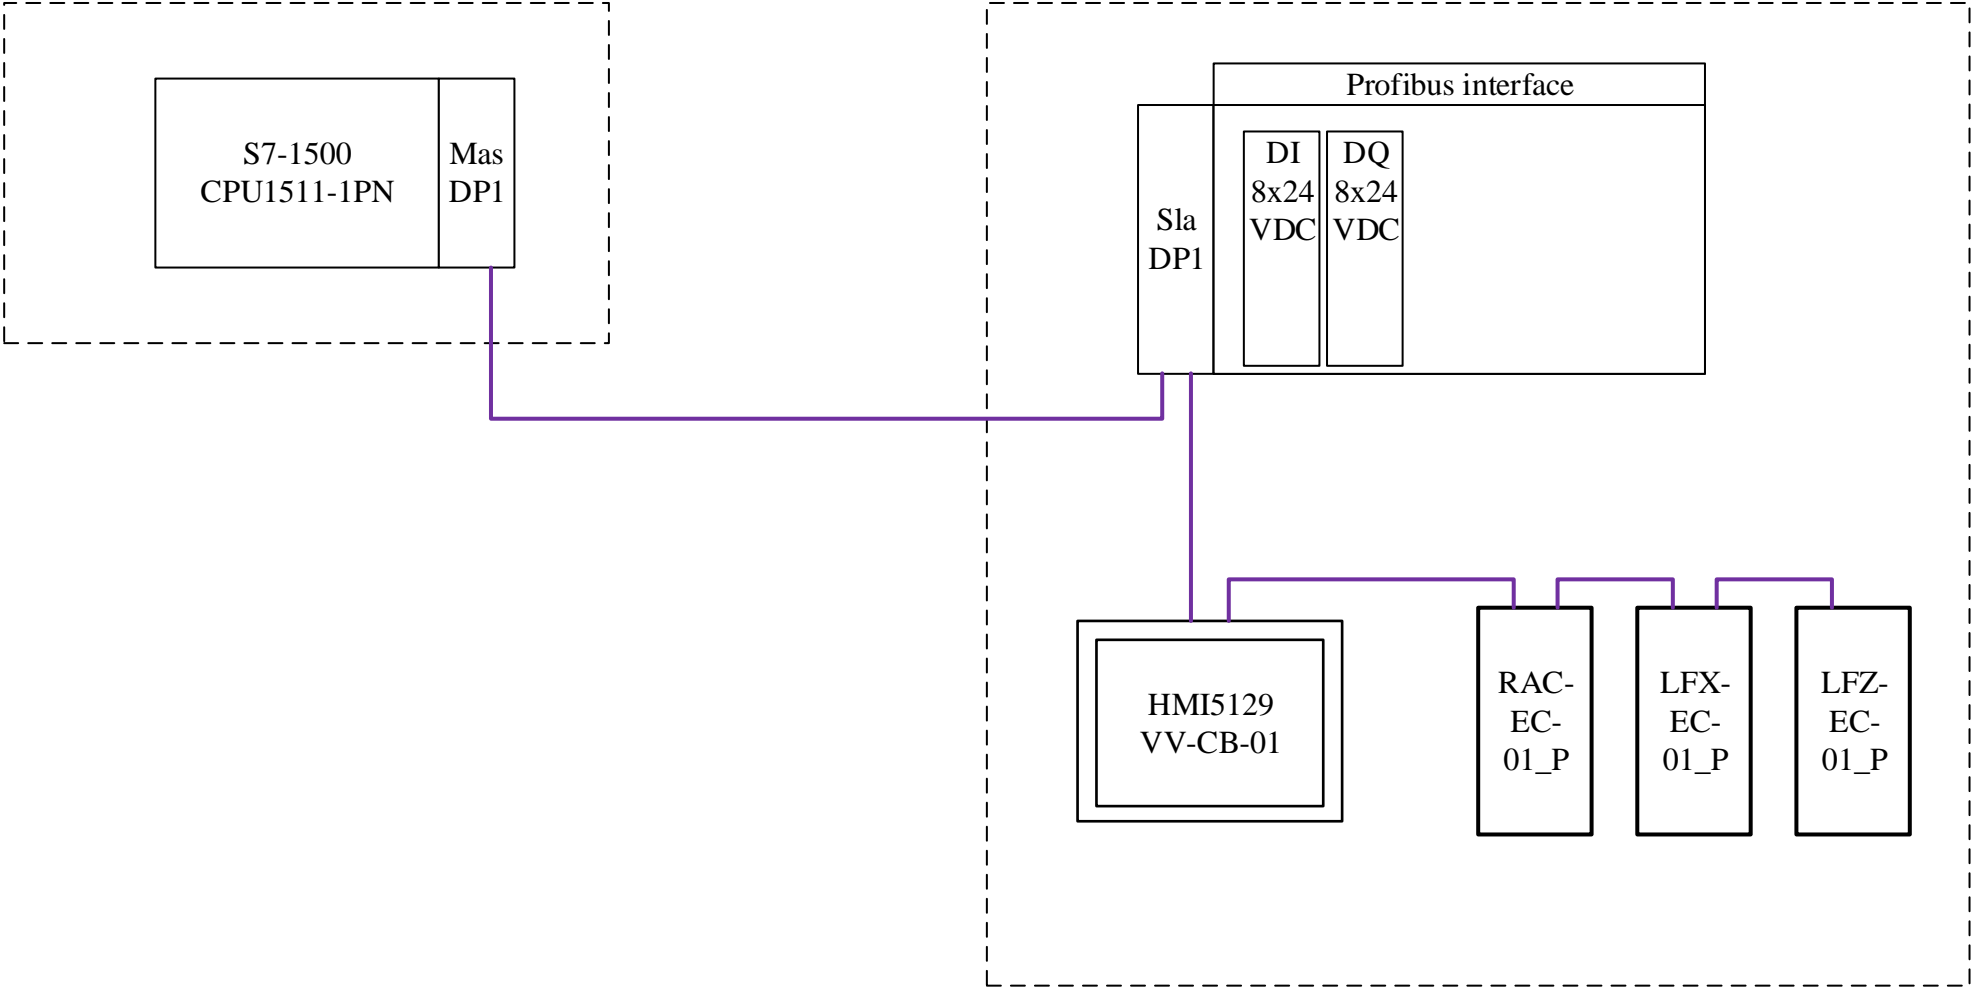 S7-1500
CPU1511-1PN
Mas
DP1
Profibus interface
Sla
DP1
DI
8x24
VDC
DQ
8x24
VDC
HMI5129
VV-CB-01
RAC-
EC-
01_P
LFX-
EC-
01_P
LFZ-
EC-
01_P